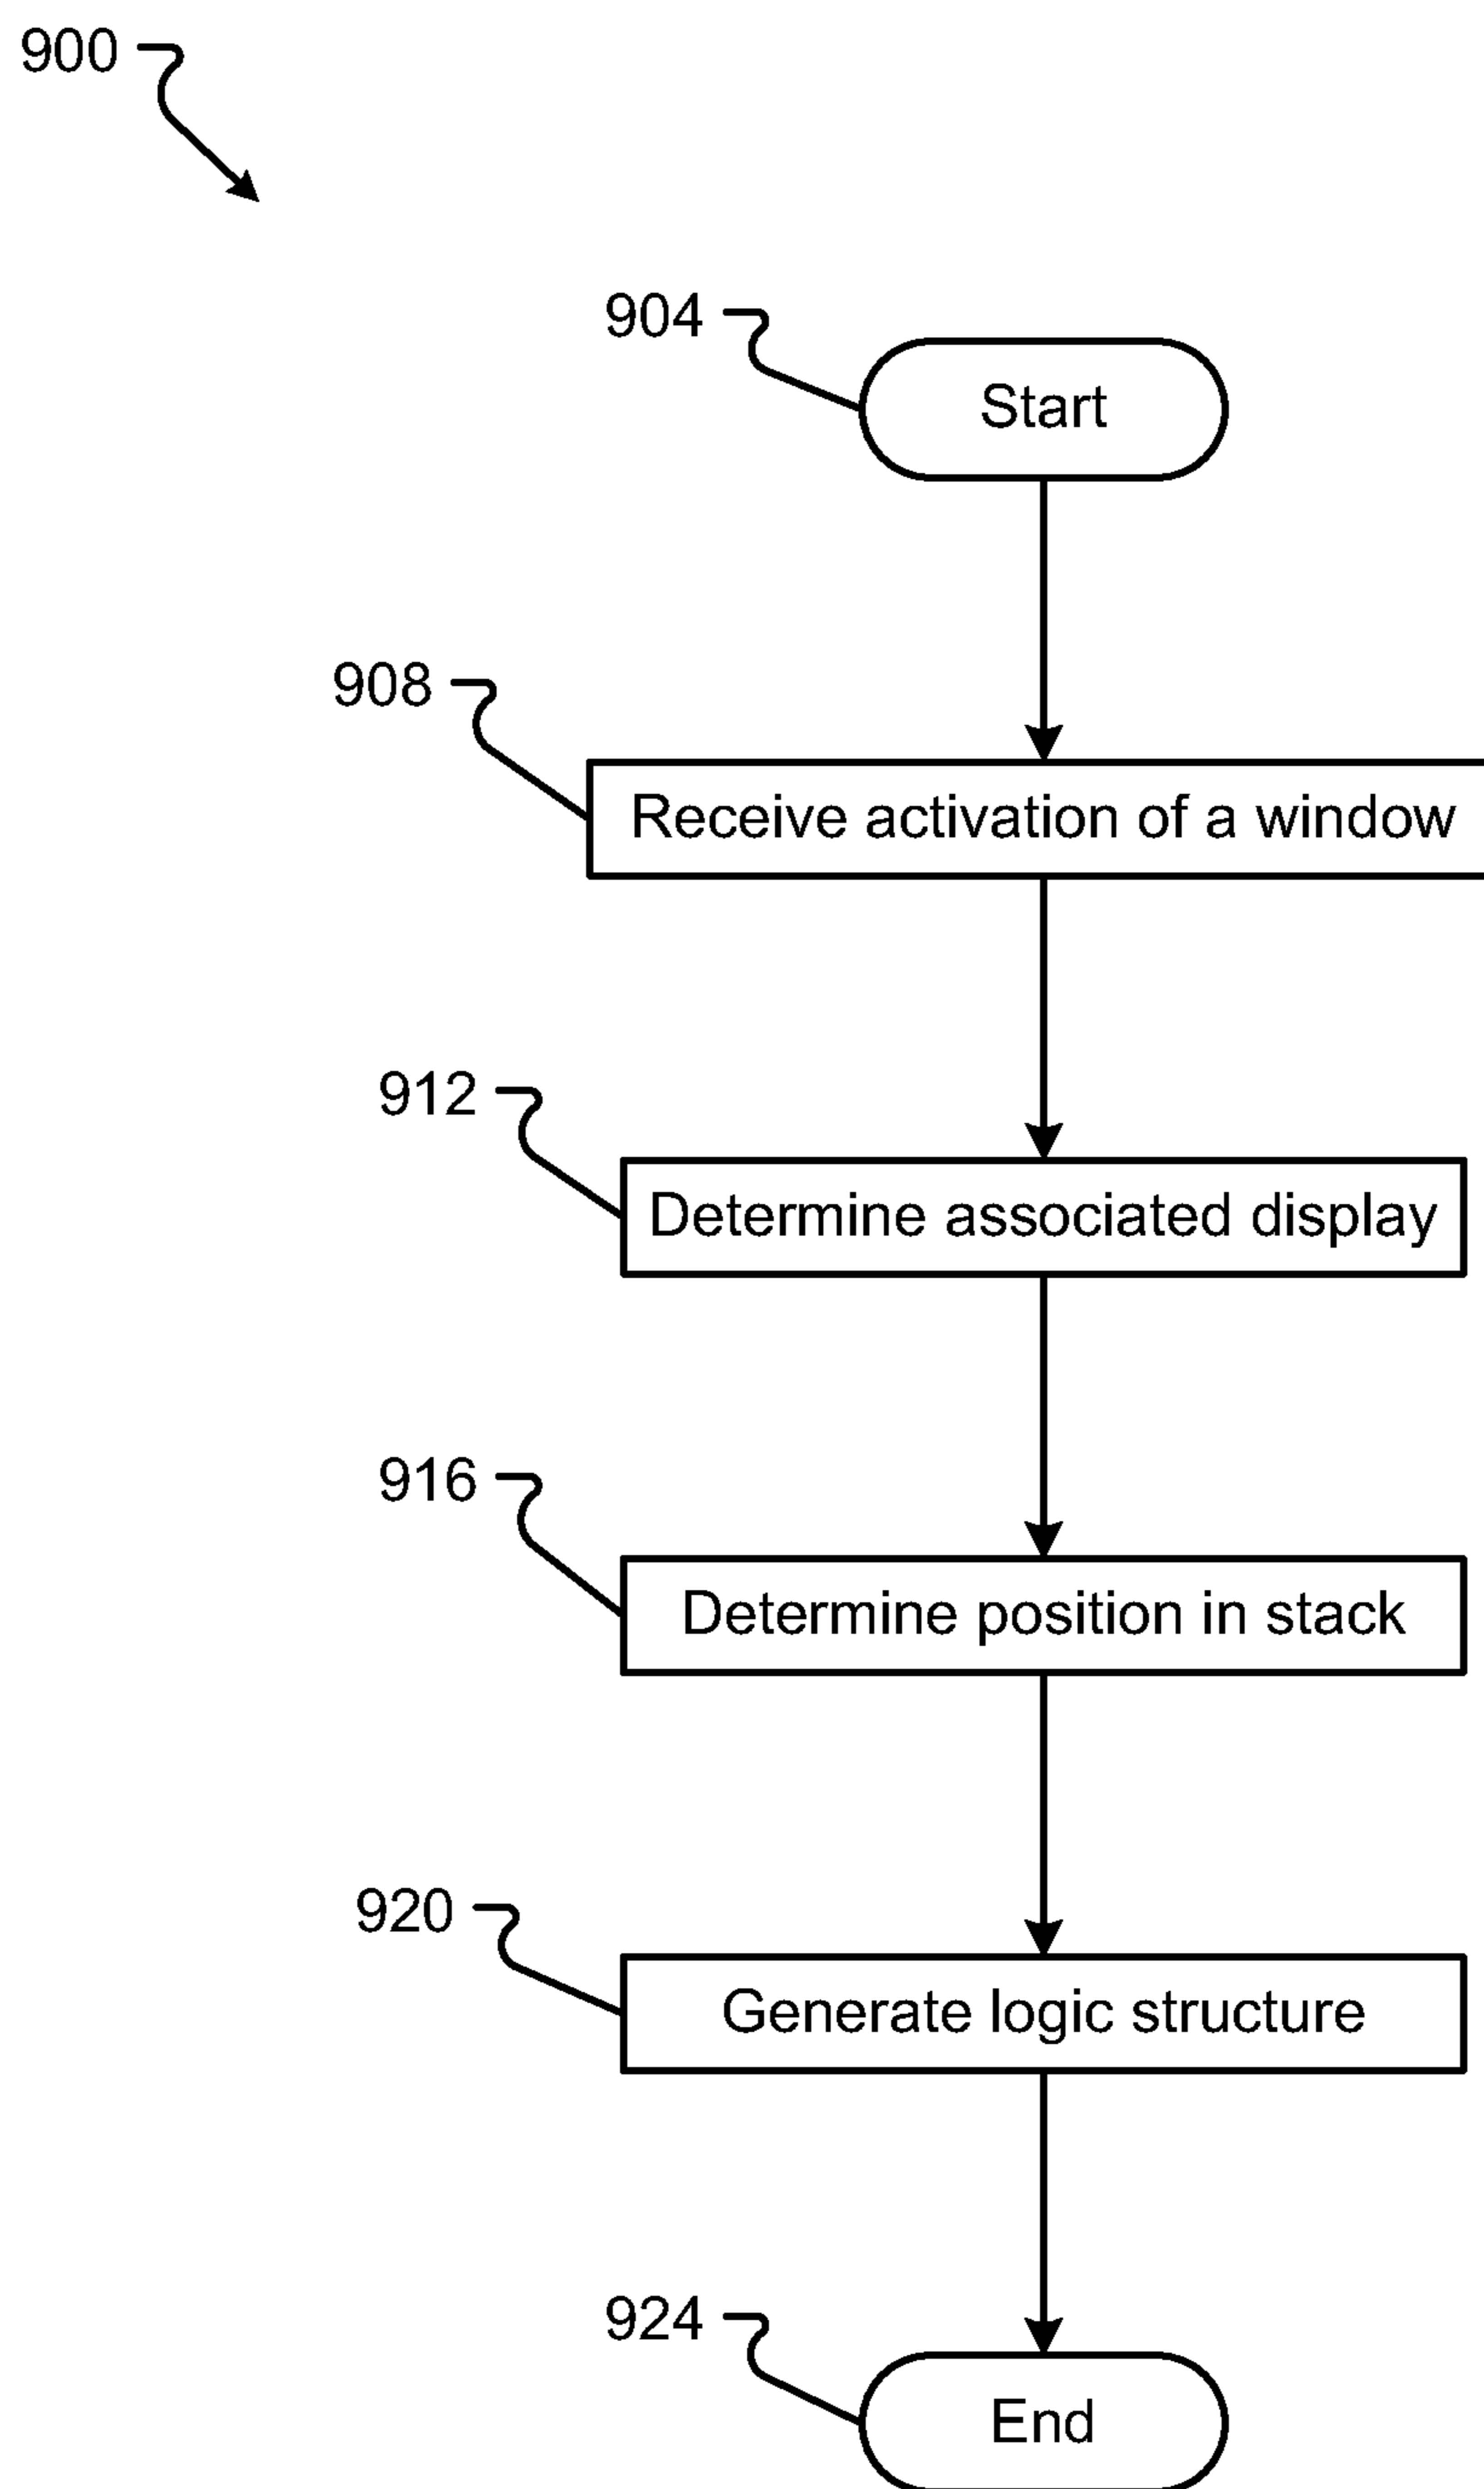 900
904
Start
908
Receive activation of a window
912
Determine associated display
916
Determine position in stack
920
Generate logic structure
924
End